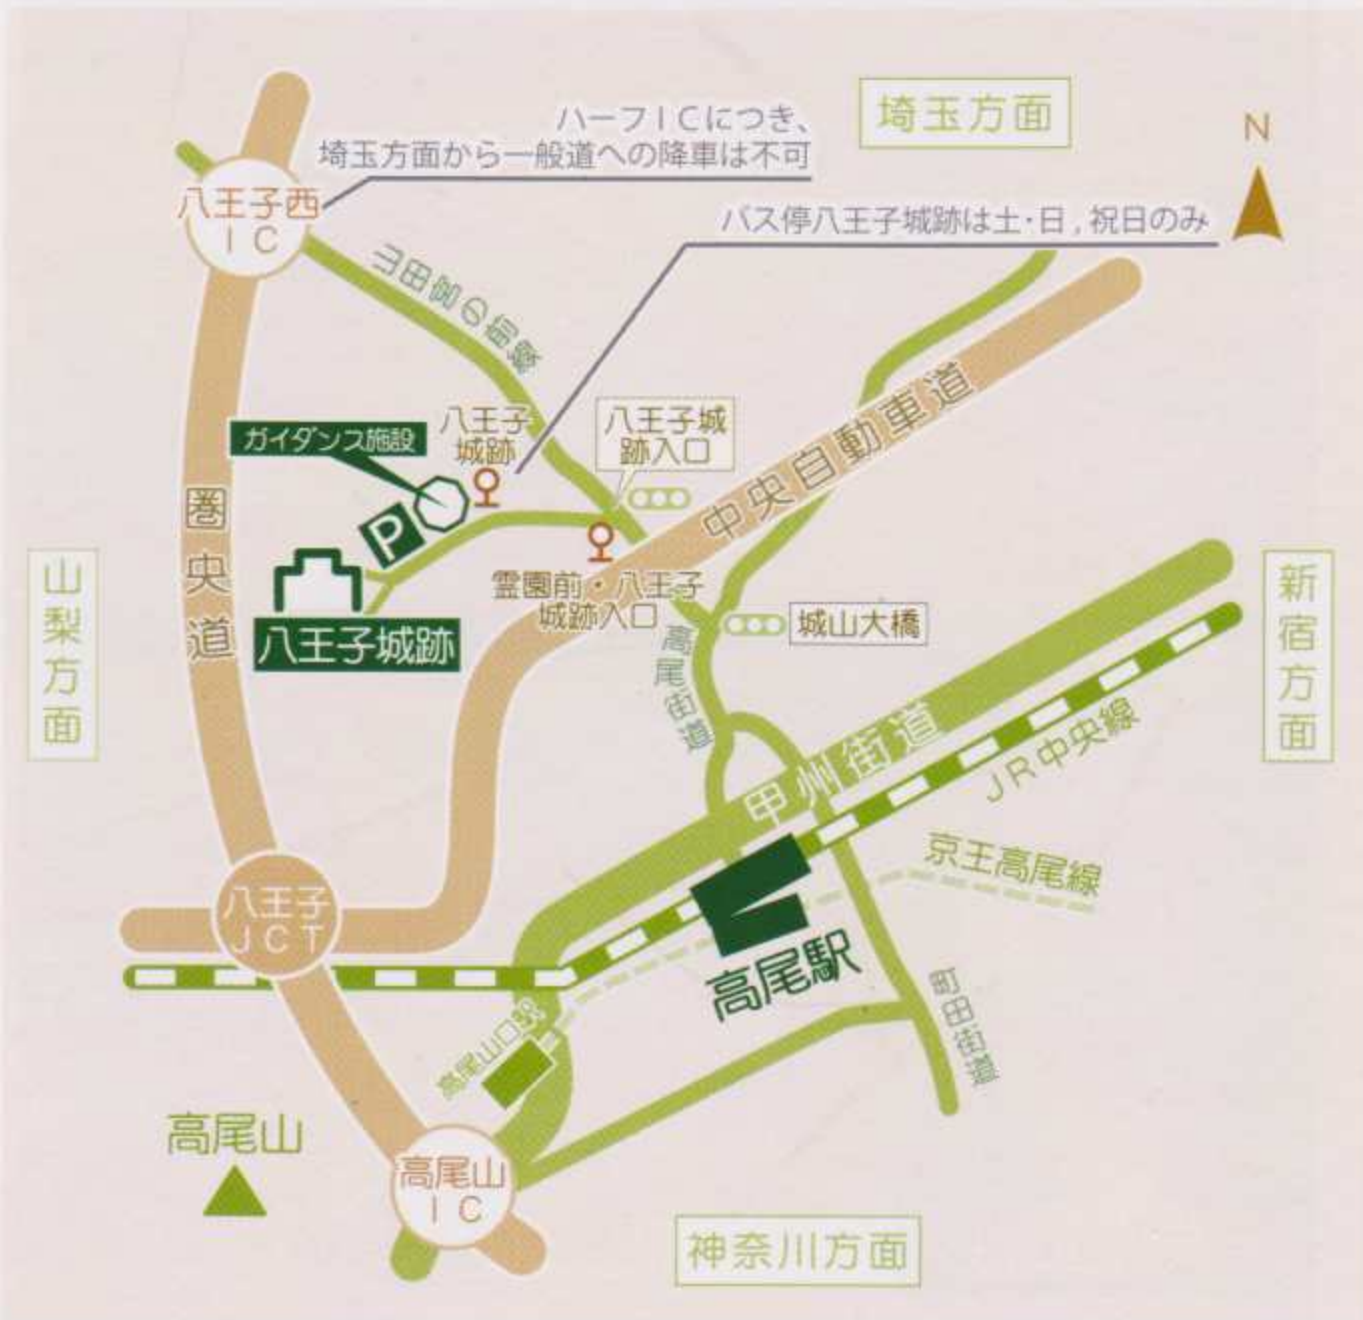 埼玉方面
N
ハーフICにつき、
埼玉方面から一般道への降車は不可
八王子西
IC
バス停八王子城跡は土・日,祝日のみ
山田宮の前線
ガイダンス施設
八王子
城跡
八王子城
跡入口
中央自動車道
圏央道
P
霊園前・八王子
城跡入口
八王子城跡
城山大橋
高尾街道
山梨方面
新宿方面
甲州街道
JR中央線
京王高尾線
八王子
JCT
高尾駅
高尾山口駅
町田街道
高尾山
高尾山
IC
神奈川方面